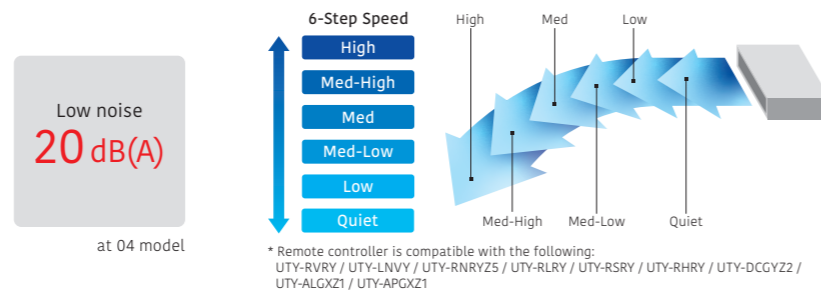 Low noise
20 dB(A)
at 04 model
6-Step Speed
High
Med-High
Med
Med-Low
Low
Quiet
High
Med
Low
Med-High
Med-Low
Quiet
* Remote controller is compatible with the following:
UTY-RVRY / UTY-LNVY / UTY-RNRYZ5 / UTY-RLRY / UTY-RSRY / UTY-RHRY / UTY-DCGYZ2 /
UTY-ALGXZ1 / UTY-APGXZ1